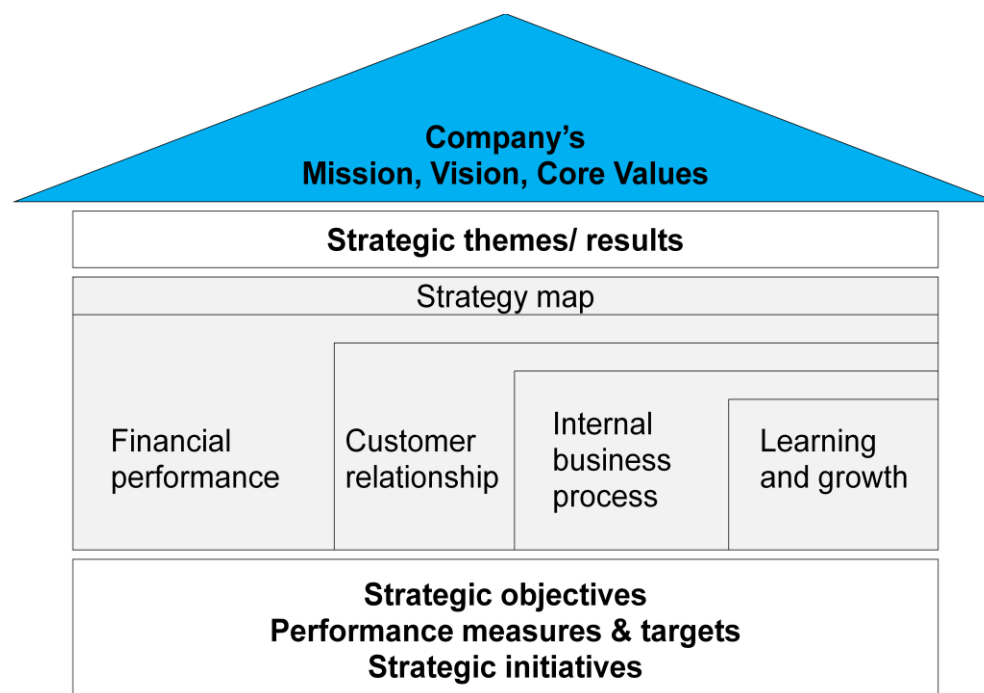 Company’s
Mission, Vision, Core Values
Strategic themes/ results
Strategy map
Financial
performance
Customer
relationship
Internal
business
process
Learning
and growth
Strategic objectives
Performance measures & targets
Strategic initiatives